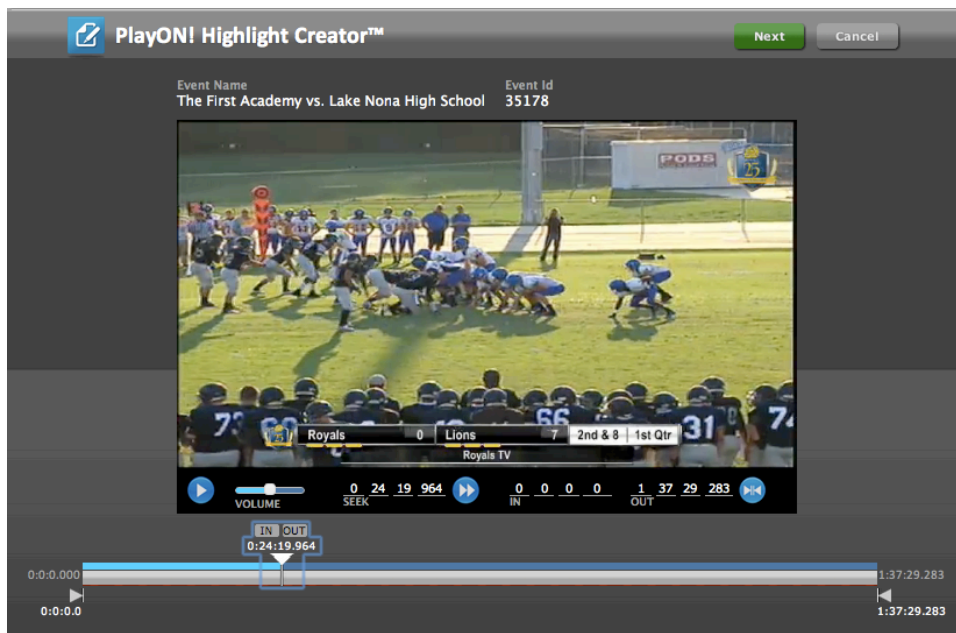 PlayON! Highlight Creator™
Next
Cancel
Event Name
The First Academy vs. Lake Nona High School
Event Id
35178
PODS
25
72
66
31
74
25
Royals 0 Lions 7 2nd & 8 1st Qtr
Royals TV
0 24 19 964
0 0 0 0
1 37 29 283
VOLUME
SEEK
IN
OUT
IN OUT
0:24:19.964
0:0:0.000
1:37:29.283
0:0:0.0
1:37:29.283